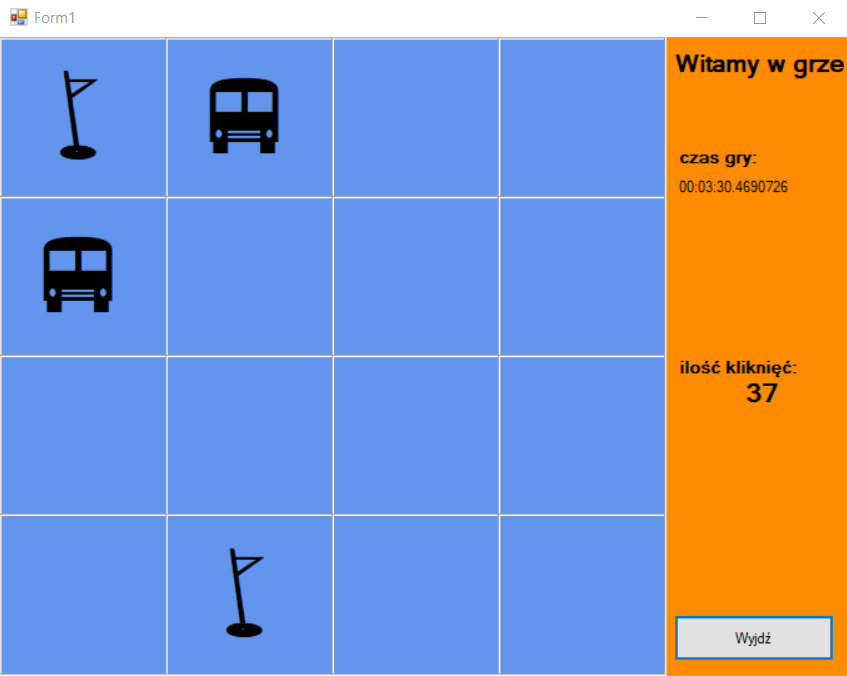 Form1
Witamy w grze
czas gry:
00:03:30.4690726
ilość kliknięć:
37
Wyjdź